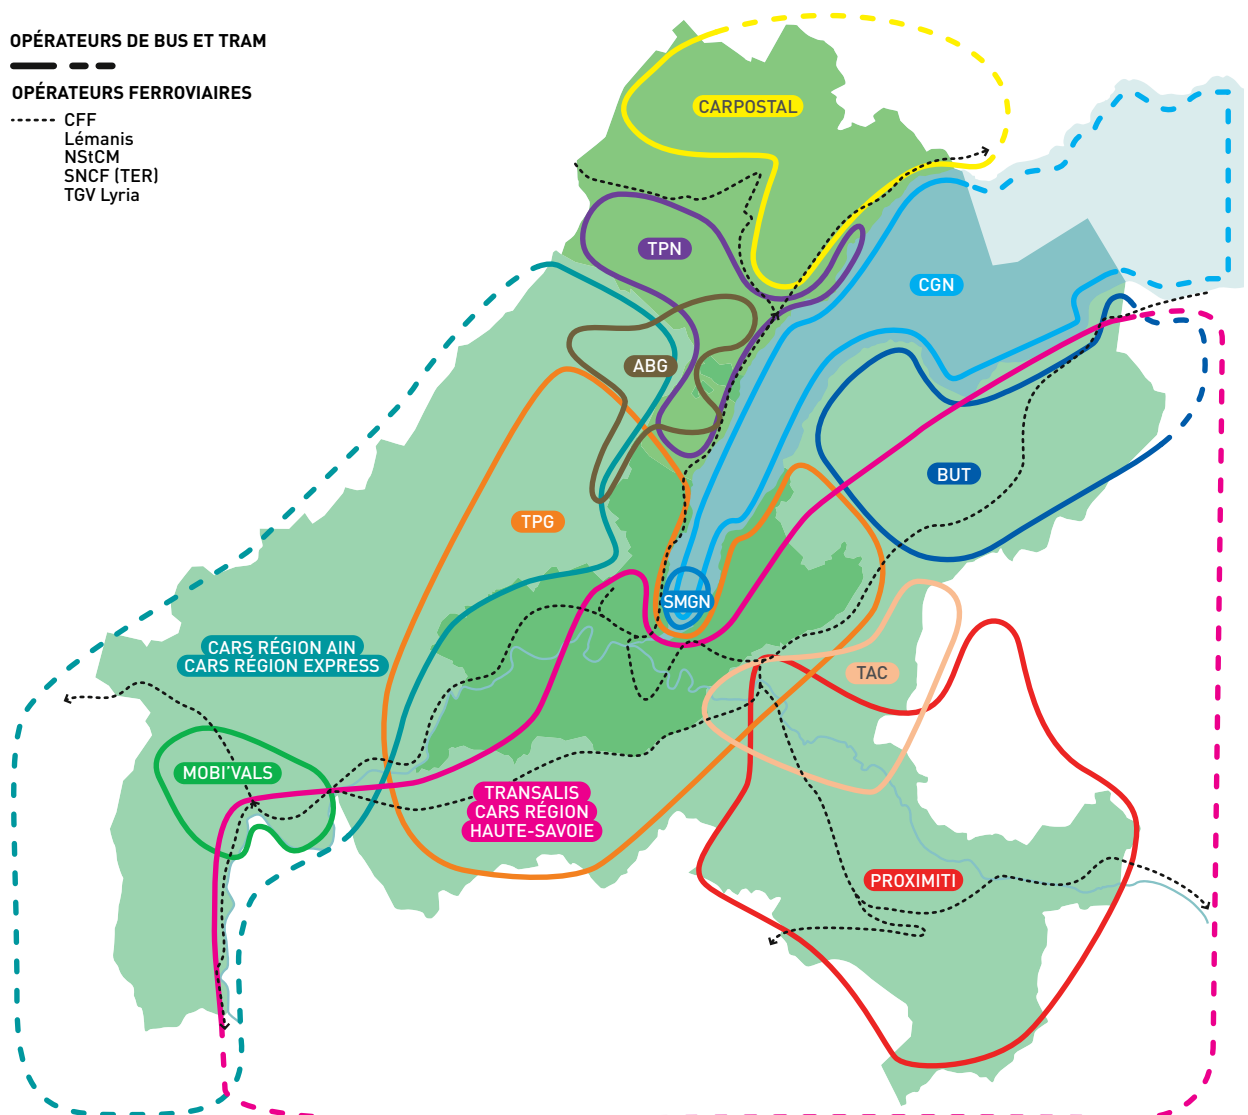 OPÉRATEURS DE BUS ET TRAM
OPÉRATEURS FERROVIAIRES
CFF
Lémanis
NStCM
SNCF (TER)
TGV Lyria
CARPOSTAL
TPN
CGN
ABG
BUT
TPG
SMGN
CARS RÉGION AIN
CARS RÉGION EXPRESS
TAC
MOBI'VALS
TRANSALIS
CARS RÉGION
HAUTE-SAVOIE
PROXIMITI